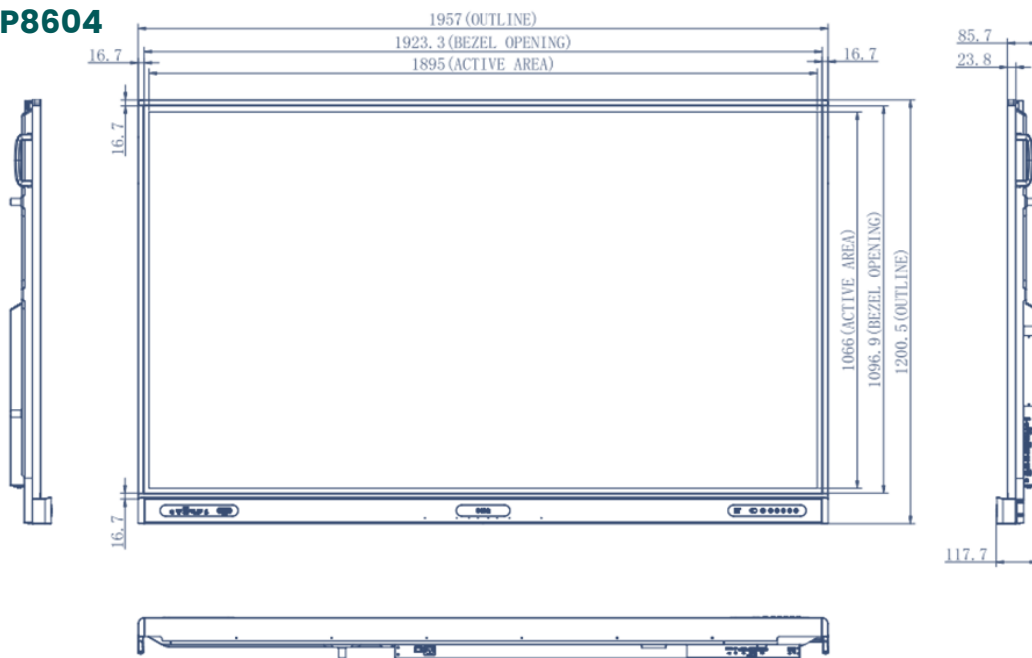 P8604
1957(OUTLINE)
1923.3(BEZEL OPENING)
1895(ACTIVE AREA)
16.7
16.7
85.7
23.8
16.7
1066(ACTIVE AREA)
1096.9(BEZEL OPENING)
1200.5(OUTLINE)
16.7
117.7